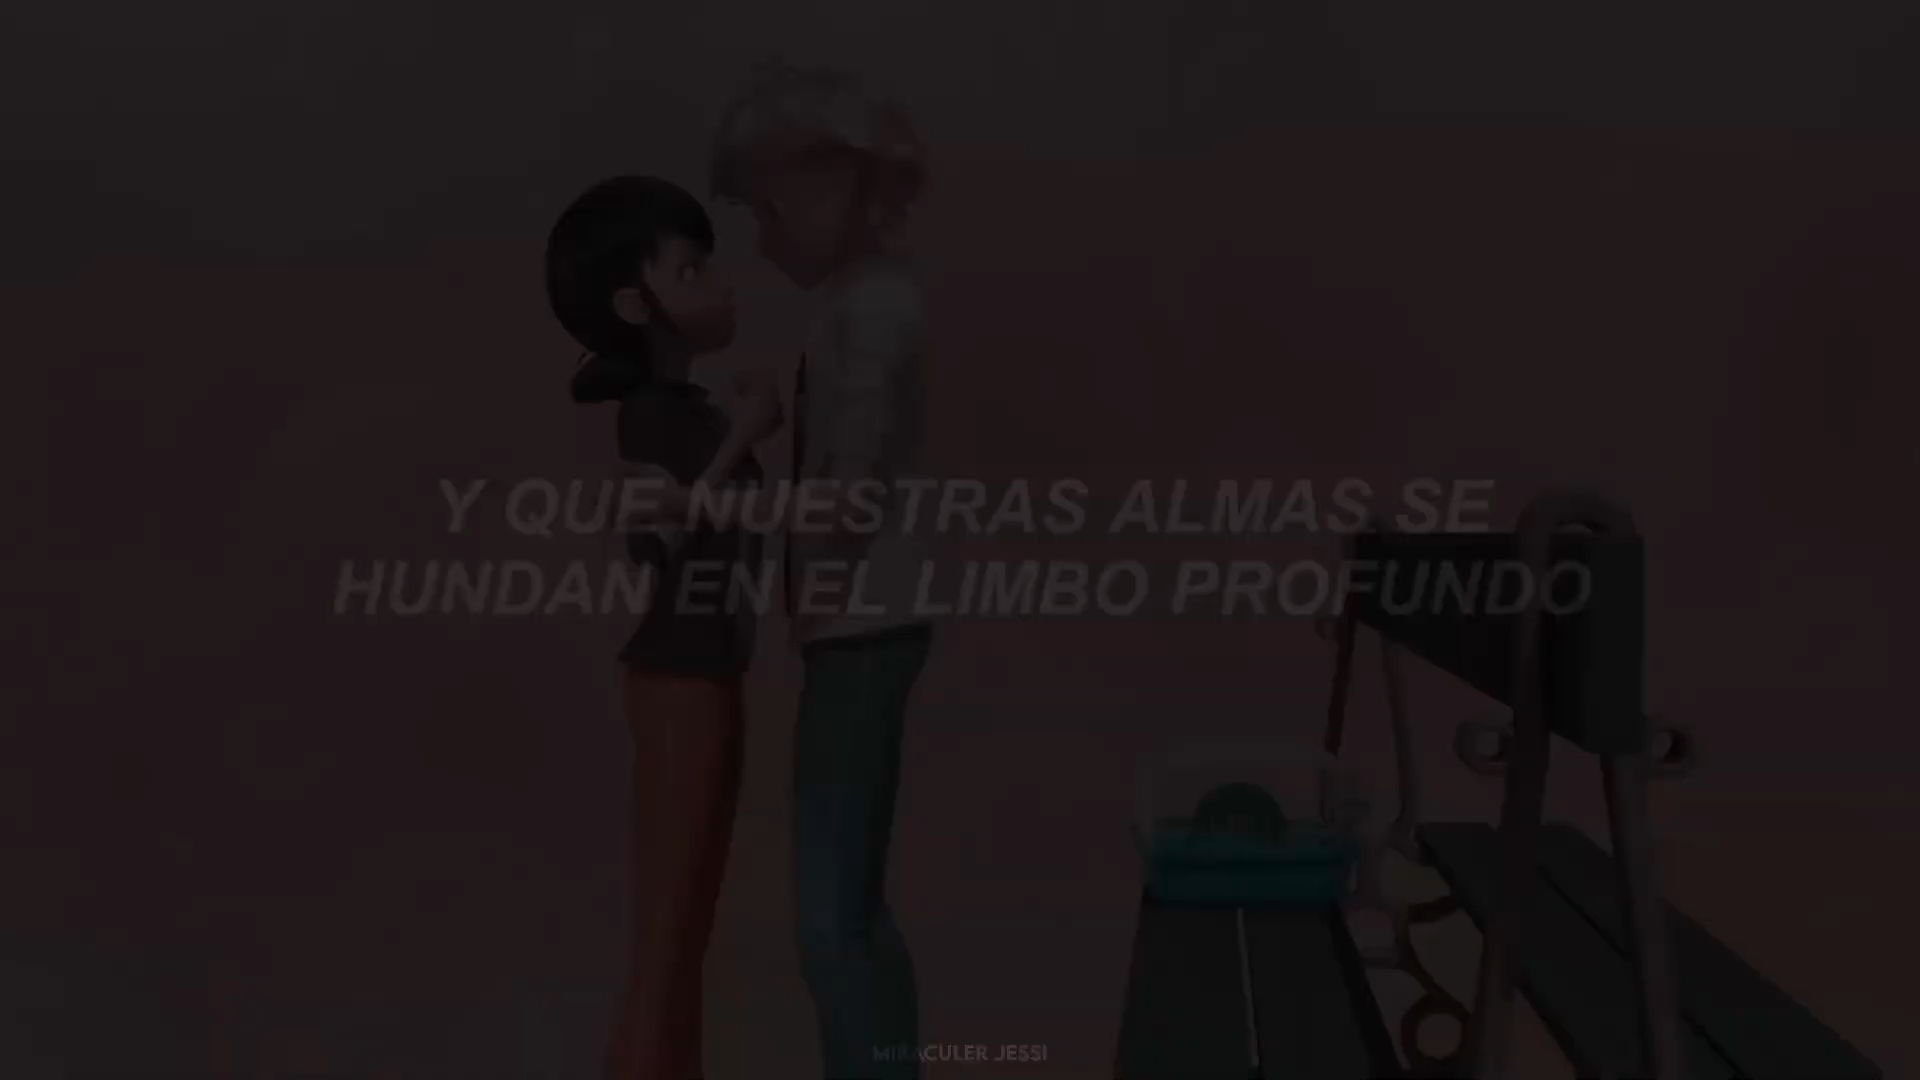 Y QUE NUESTRAS ALMAS SE
HUNDAN EN EL LIMBO PROFUNDO
MIRACULER JESSI